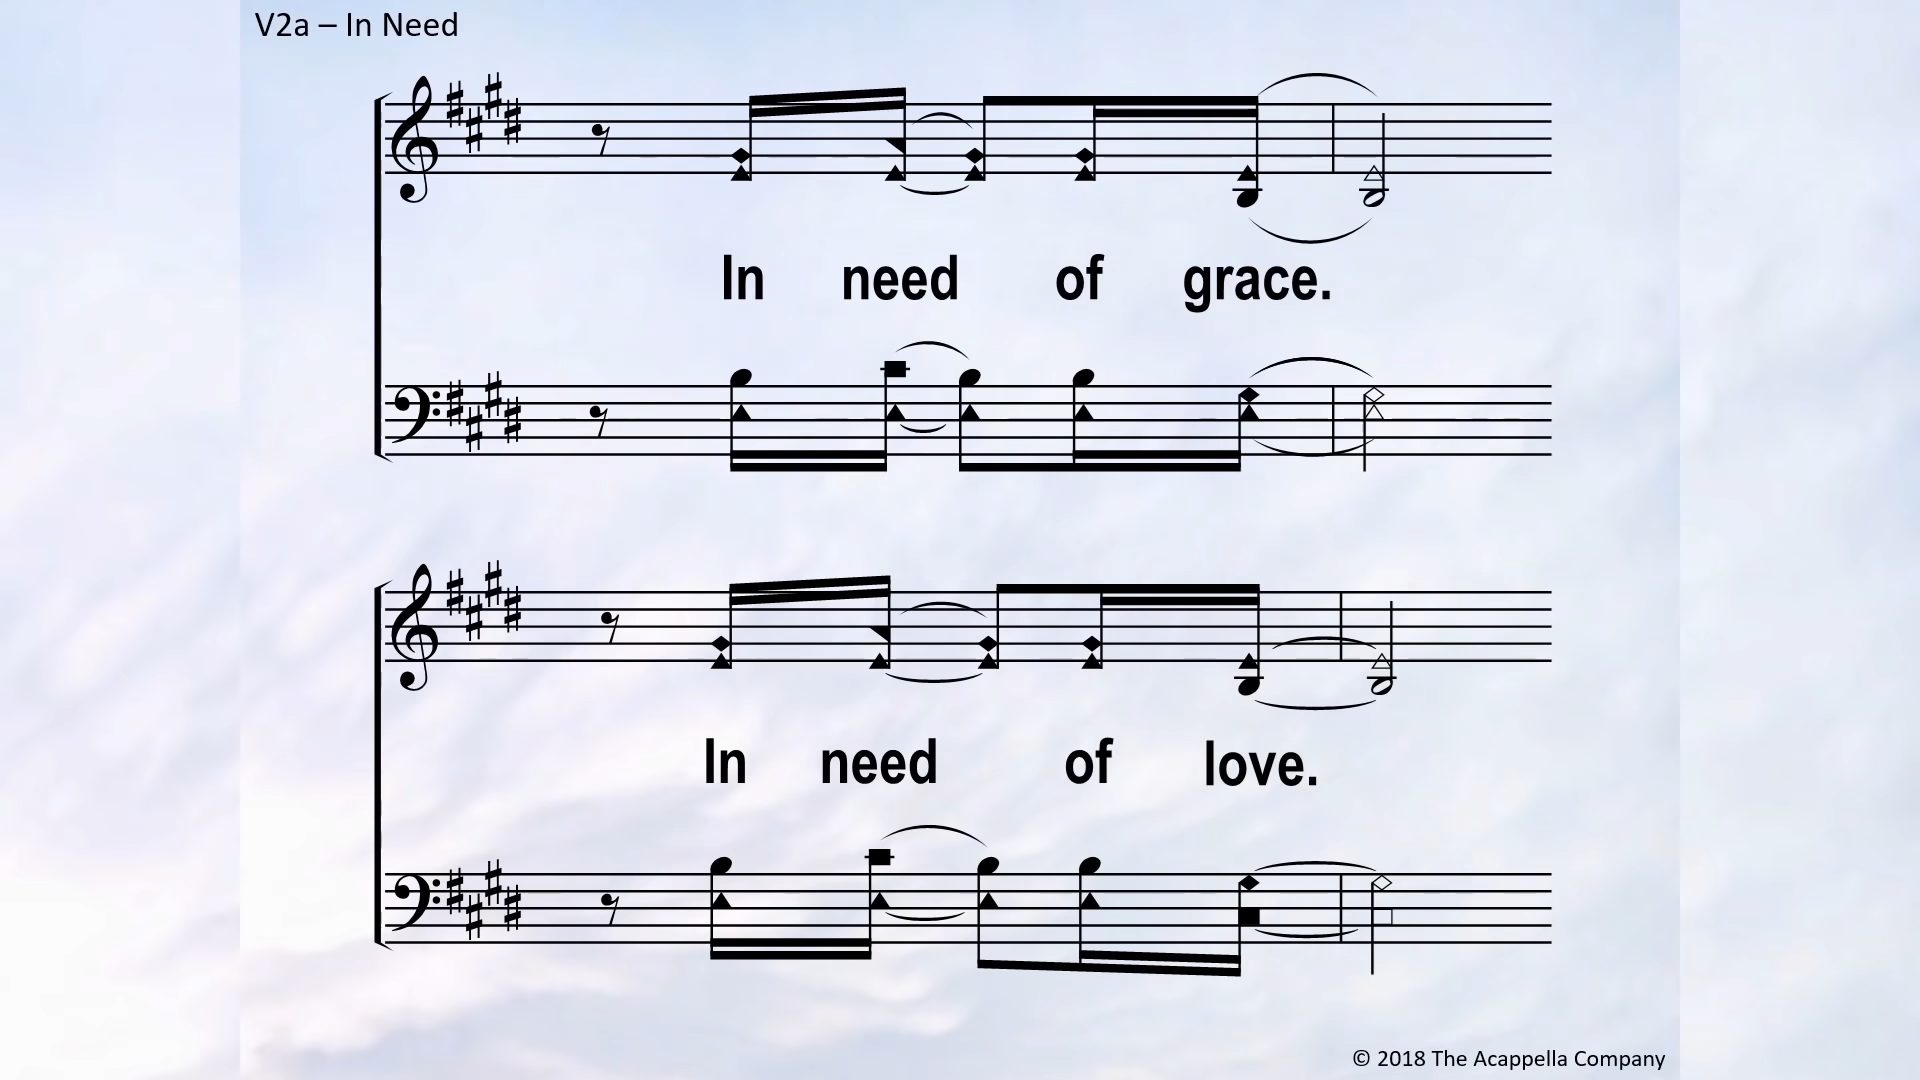 V2a – In Need
In need of grace.
In need of love.
© 2018 The Acappella Company